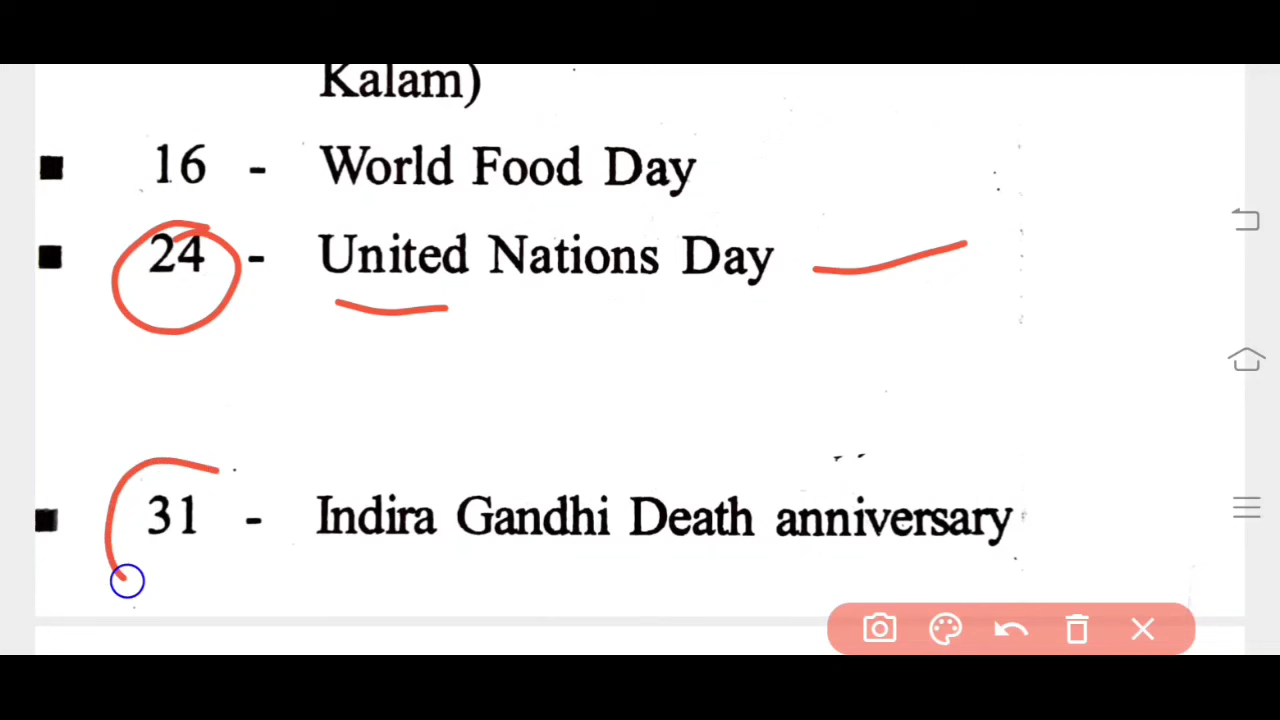 Kalam)
■ 16 - World Food Day
■ 24 - United Nations Day
■ 31 - Indira Gandhi Death anniversary